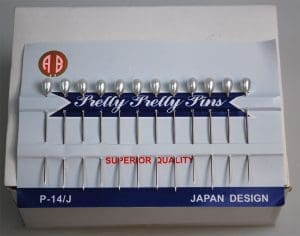 AB
Pretty Pretty Pins
SUPERIOR QUALITY
P-14/J JAPAN DESIGN